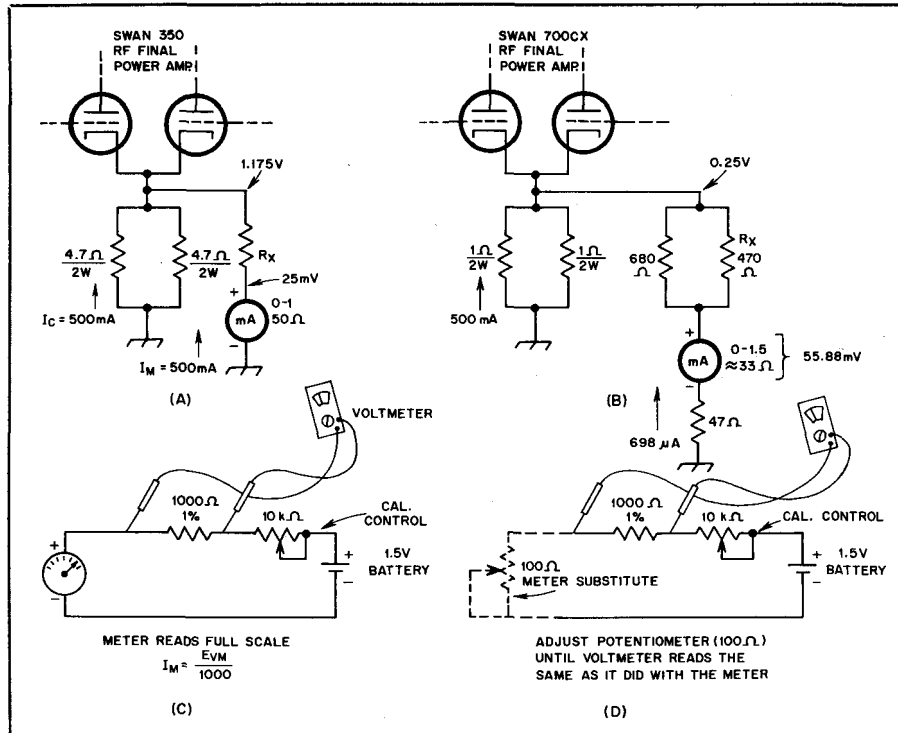 SWAN 350
RF FINAL
POWER AMP.
1.175V
4.7Ω
2W
4.7Ω
2W
RX
25mV
+
0-1
50Ω
mA
-
IC = 500mA
IM = 500mA
(A)
SWAN 700CX
RF FINAL
POWER AMP.
0.25V
1Ω
2W
1Ω
2W
680
Ω
RX
470
Ω
500 mA
+
mA
0-1.5
≈33Ω
55.88mV
-
(B)
698 μA
47Ω
VOLTMETER
1000Ω
1%
10 kΩ
CAL.
CONTROL
+
-
1.5V
BATTERY
+
-
METER READS FULL SCALE
IM = EVM
1000
(C)
1000Ω
1%
10 kΩ
CAL. CONTROL
+
-
1.5V
BATTERY
100Ω
METER SUBSTITUTE
ADJUST POTENTIOMETER (100Ω)
UNTIL VOLTMETER READS THE
SAME AS IT DID WITH THE METER
(D)